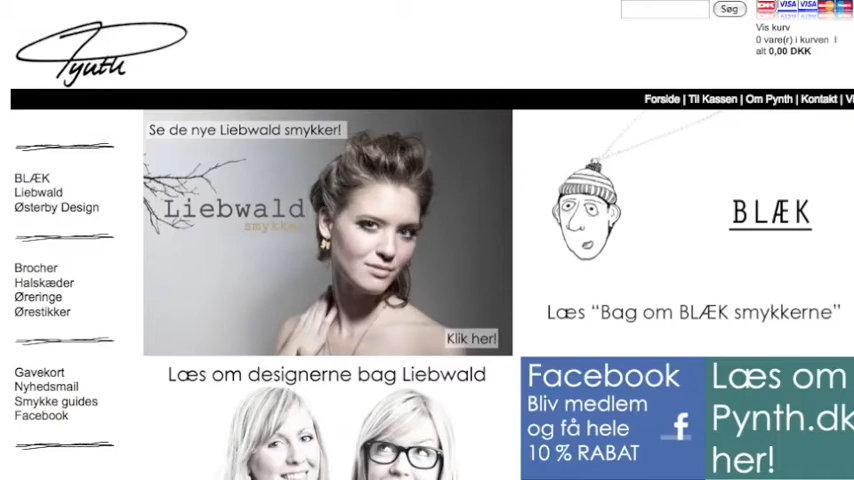 Søg
DK VISA VISA
Vis kurv
0 vare(r) i kurven I
alt 0,00 DKK
Pynth
Forside | Til Kassen | Om Pynth | Kontakt |
Se de nye Liebwald smykker!
BLÆK
Liebwald
Østerby Design
Liebwald
smykker
BLÆK
Brocher
Halskæder
Øreringe
Ørestikker
Læs "Bag om BLÆK smykkerne"
Klik her!
Gavekort
Nyhedsmail
Smykke guides
Facebook
Læs om designerne bag Liebwald
Facebook
Bliv medlem
og få hele
10 % RABAT
f
Læs om
Pynth.dk
her!